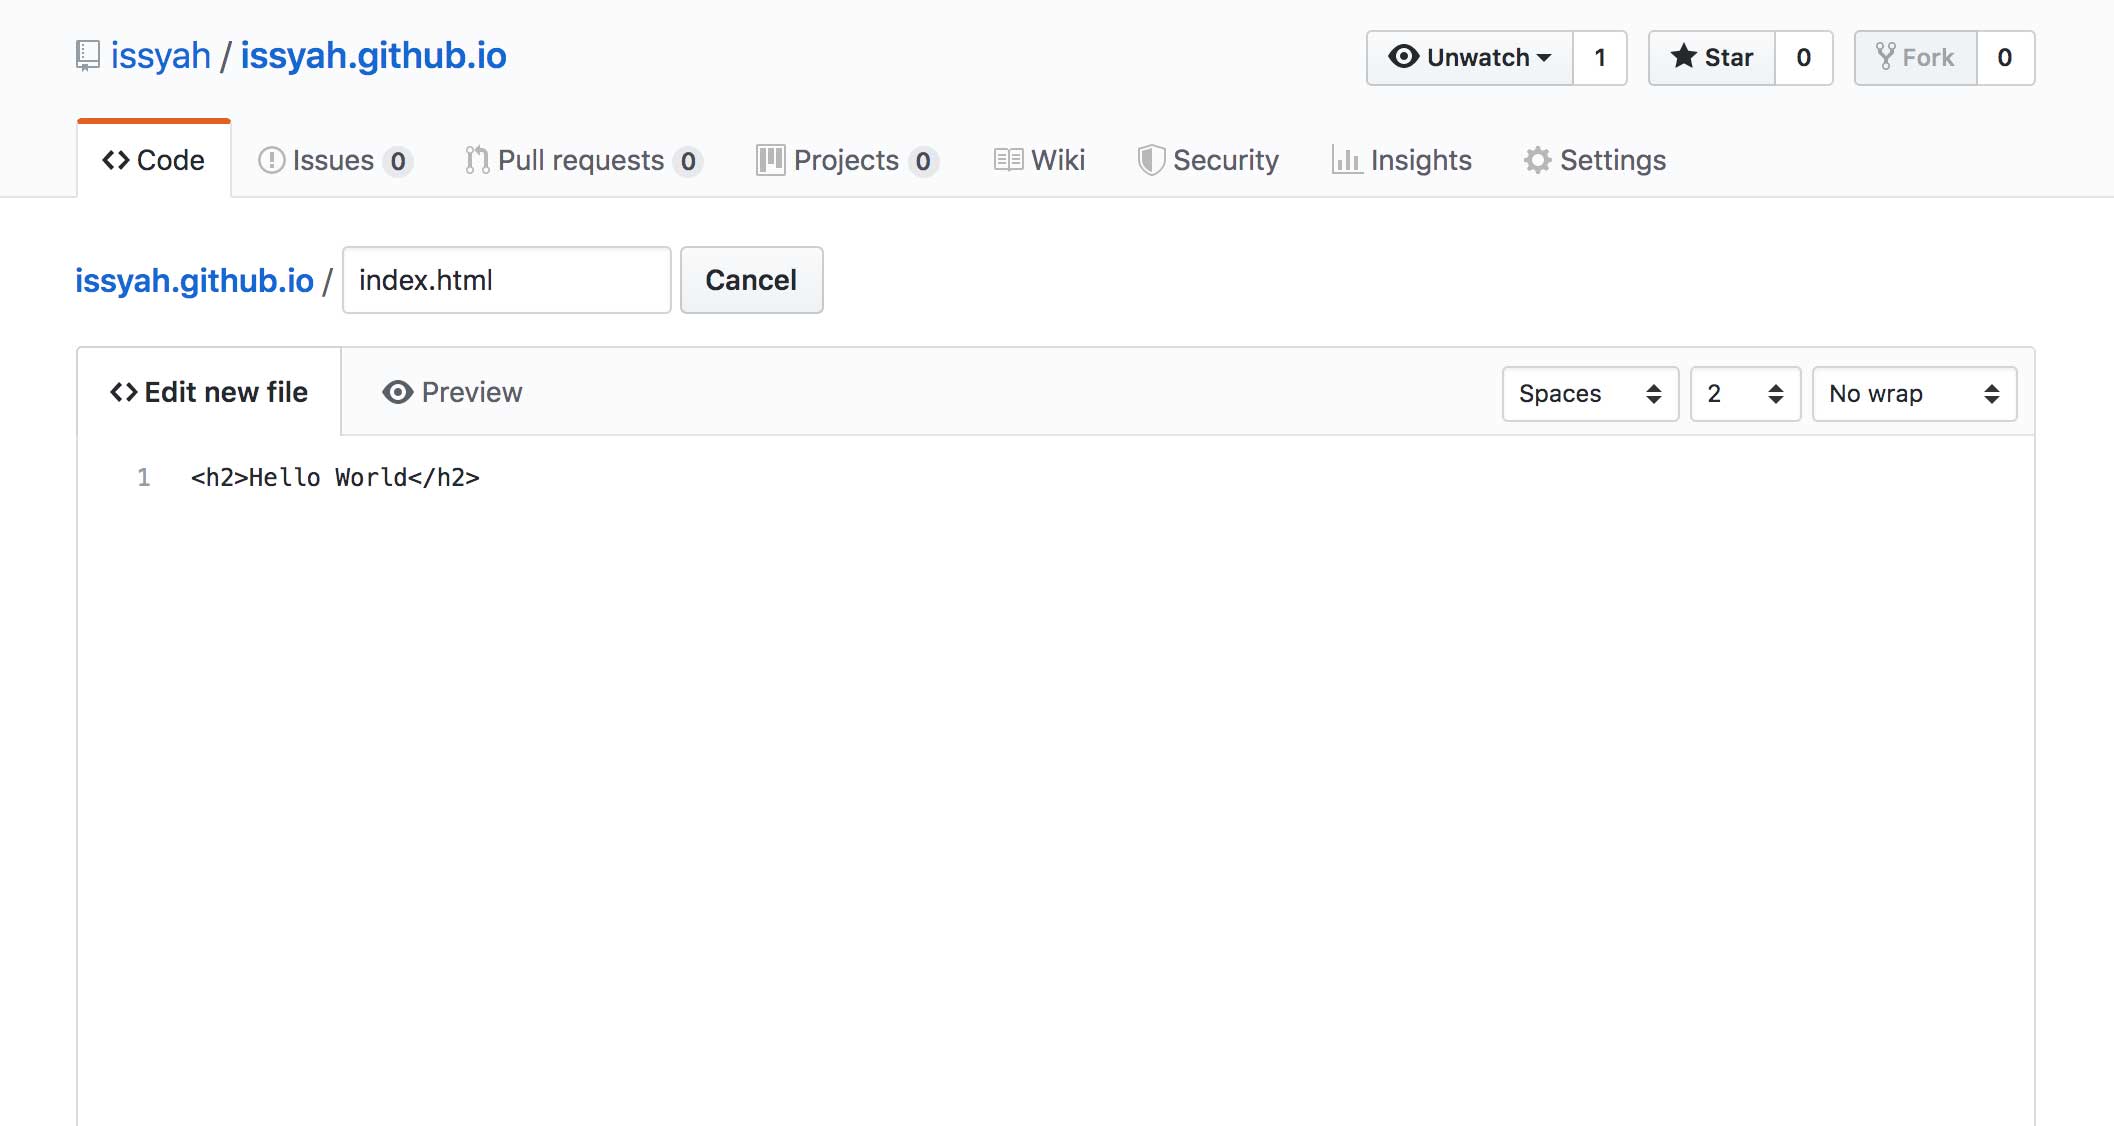 issyah / issyah.github.io Unwatch 1 Star 0 Fork 0
Code Issues 0 Pull requests 0 Projects 0 Wiki Security Insights Settings
issyah.github.io / index.html Cancel
Edit new file Preview Spaces 2 No wrap
1 <h2>Hello World</h2>